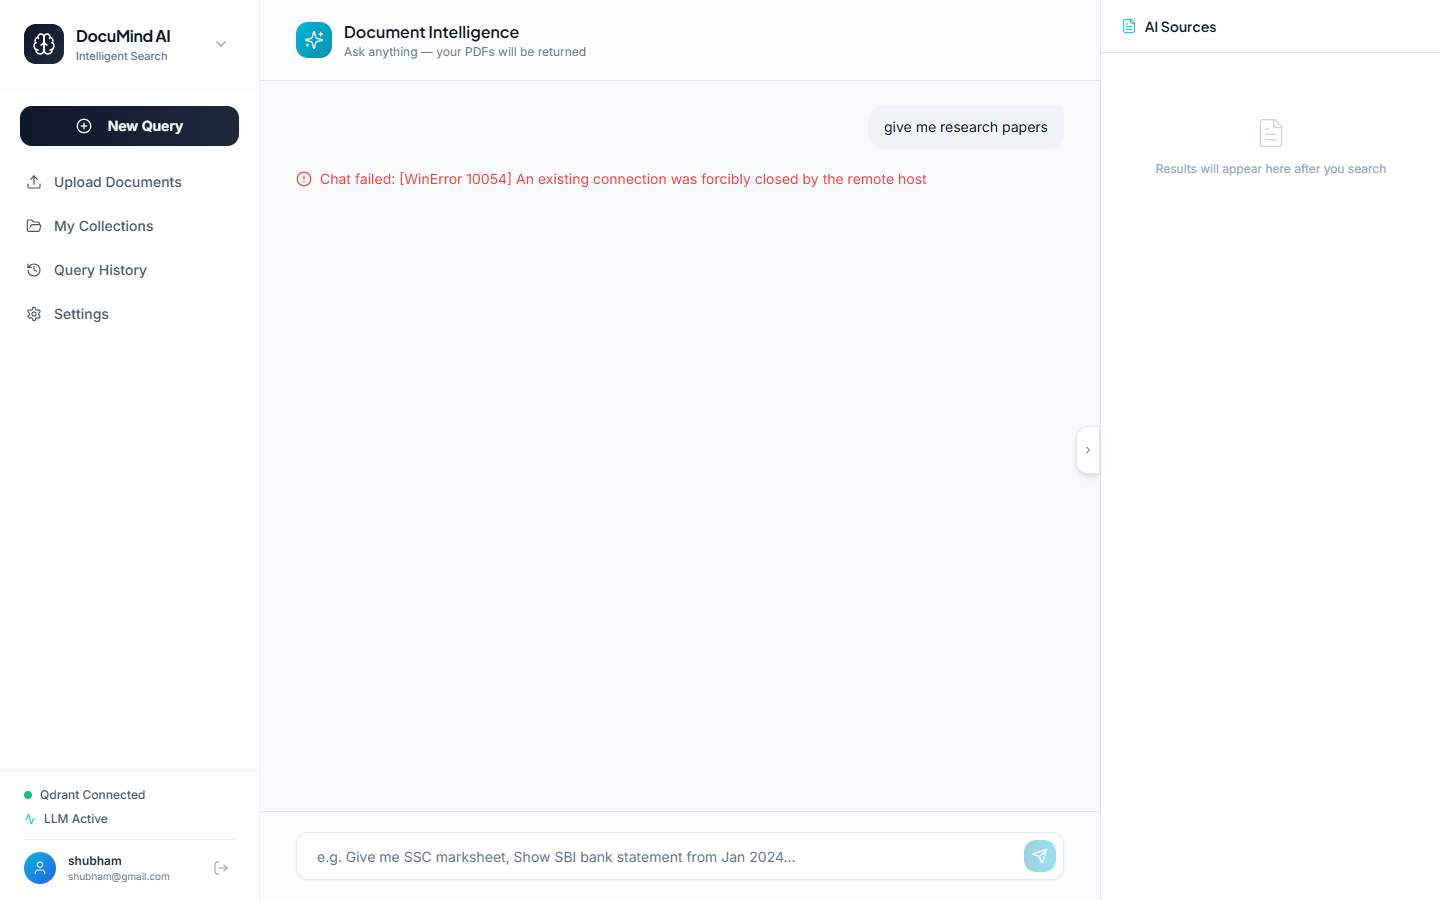 DocuMind AI
Intelligent Search
New Query
Upload Documents
My Collections
Query History
Settings
Qdrant Connected
LLM Active
shubham
shubham@gmail.com
Document Intelligence
Ask anything — your PDFs will be returned
give me research papers
Chat failed: [WinError 10054] An existing connection was forcibly closed by the remote host
e.g. Give me SSC marksheet, Show SBI bank statement from Jan 2024...
AI Sources
Results will appear here after you search